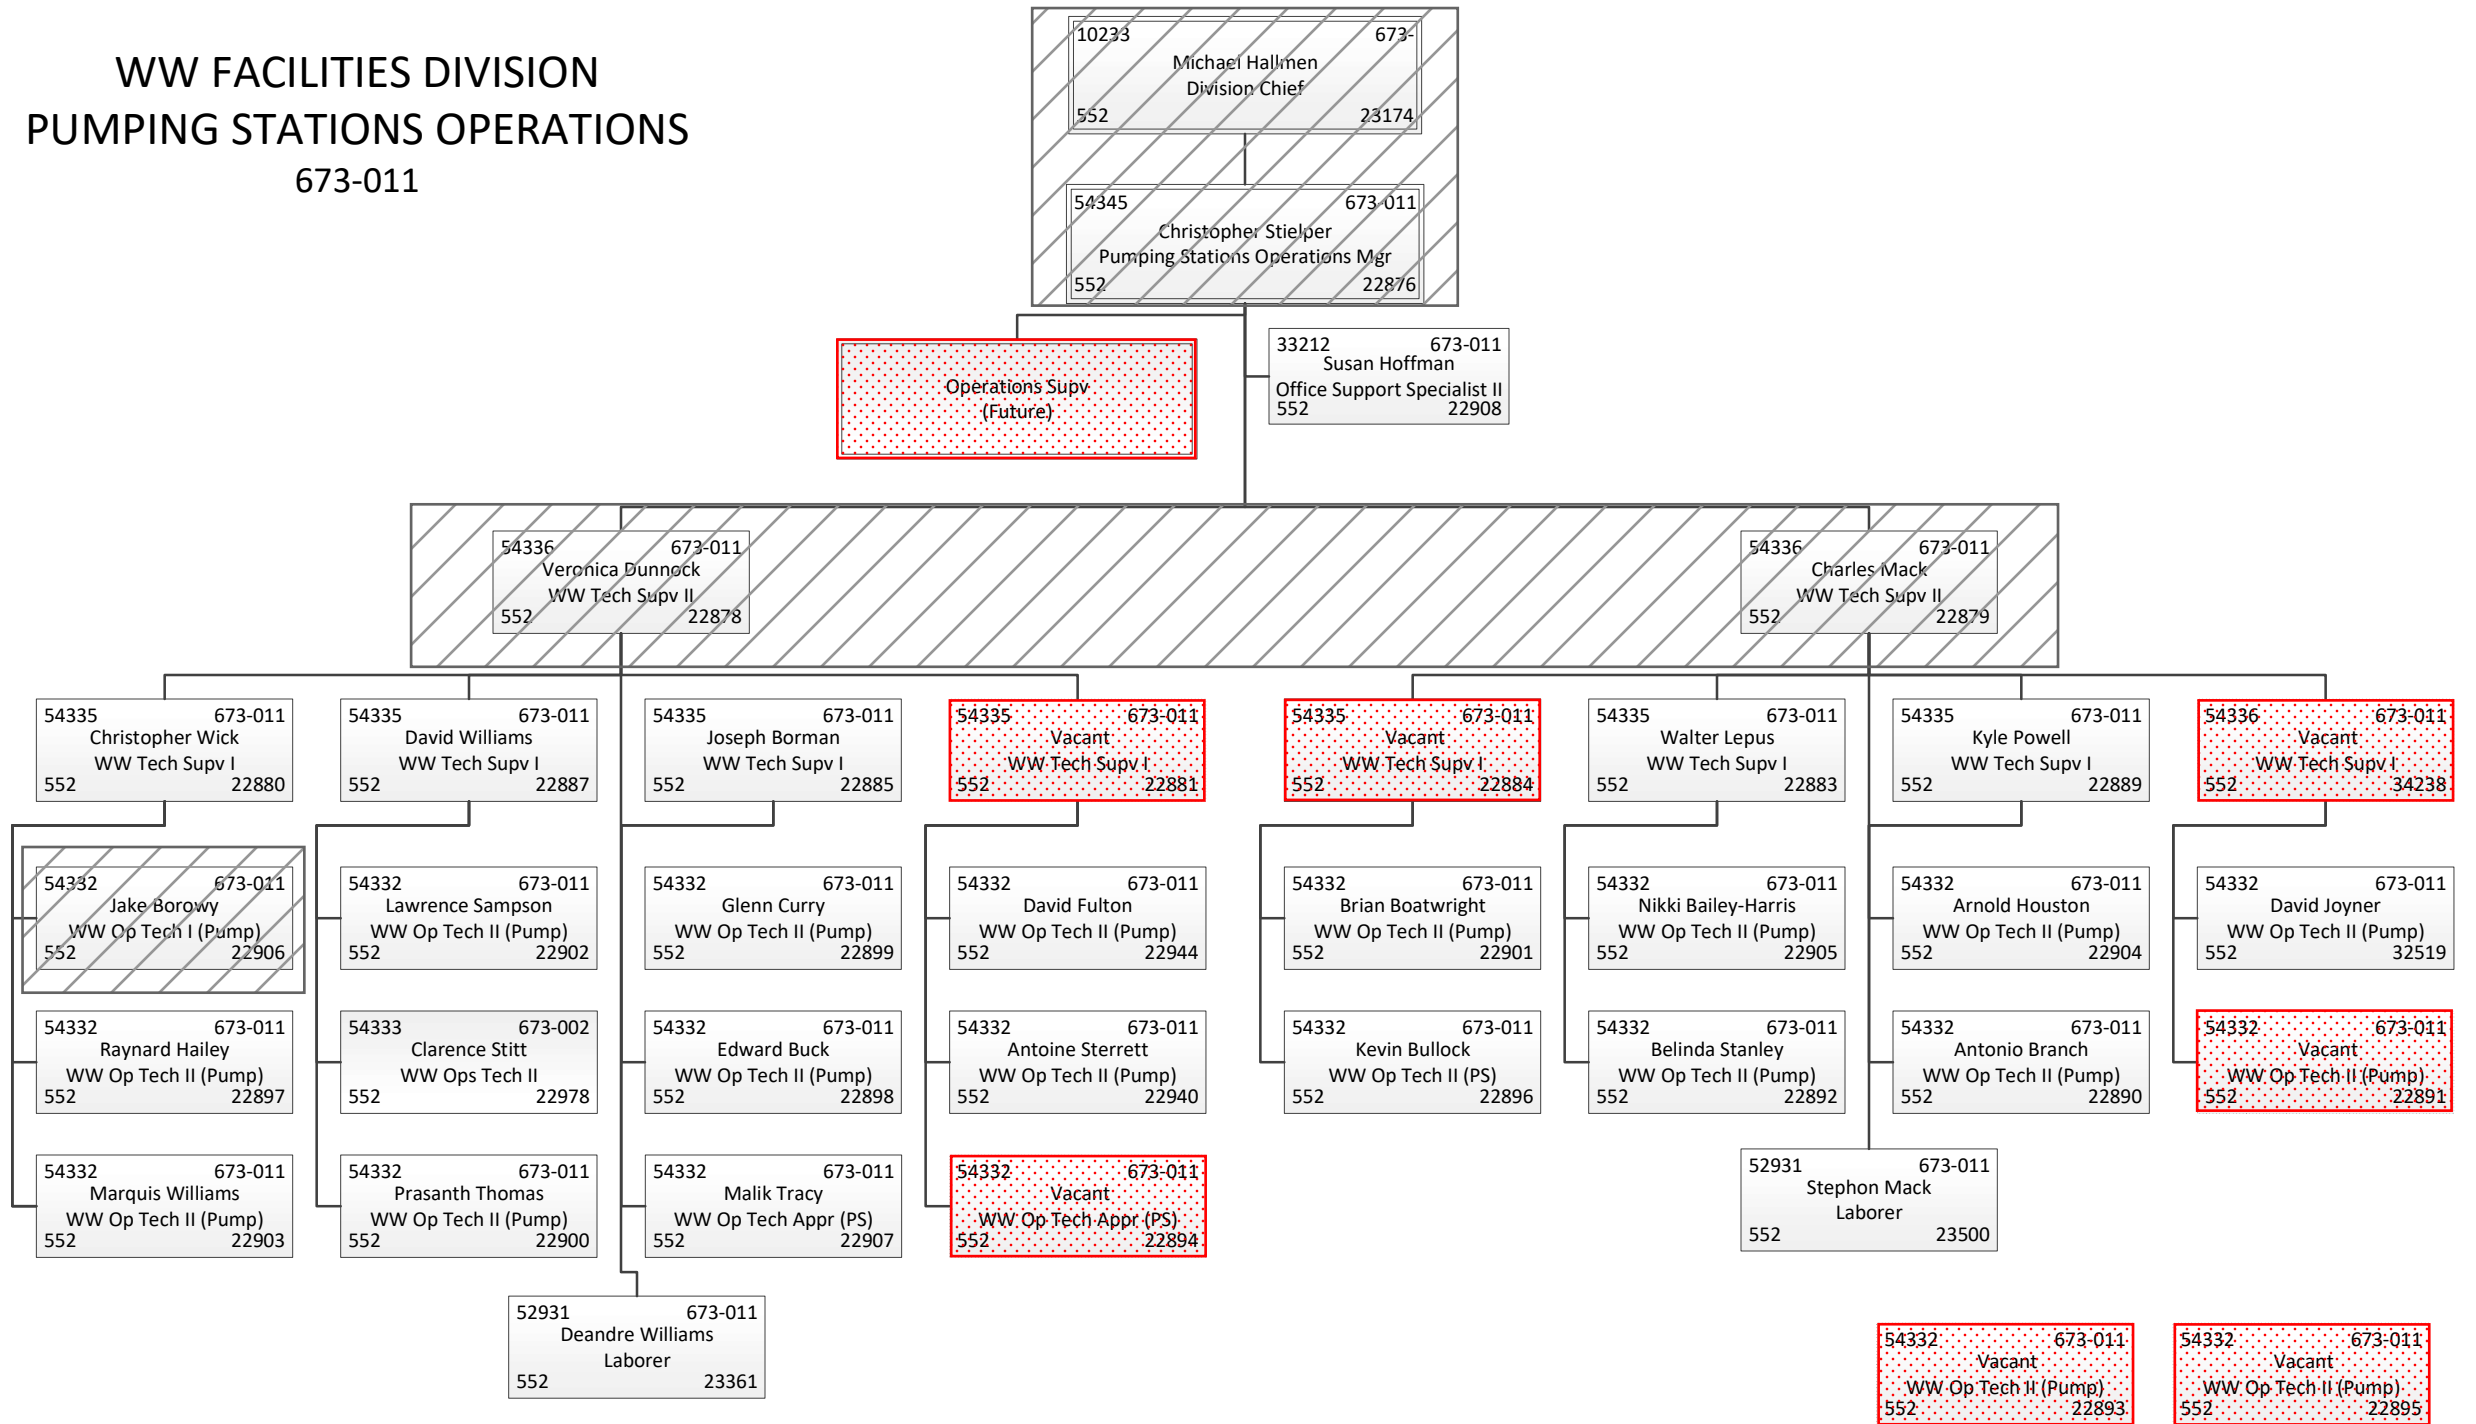 WW FACILITIES DIVISION
PUMPING STATIONS OPERATIONS
673-011
10233 673-
Michael Hallmen
Division Chief
552 23174
54345 673-011
Christopher Stielper
Pumping Stations Operations Mgr
552 22876
Operations Supv
(Future)
33212 673-011
Susan Hoffman
Office Support Specialist II
552 22908
54336 673-011
Veronica Dunnock
WW Tech Supv II
552 22878
54336 673-011
Charles Mack
WW Tech Supv II
552 22879
54335 673-011
Christopher Wick
WW Tech Supv I
552 22880
54335 673-011
David Williams
WW Tech Supv I
552 22887
54335 673-011
Joseph Borman
WW Tech Supv I
552 22885
54335 673-011
Vacant
WW Tech Supv I
552 22881
54335 673-011
Vacant
WW Tech Supv I
552 22884
54335 673-011
Walter Lepus
WW Tech Supv I
552 22883
54335 673-011
Kyle Powell
WW Tech Supv I
552 22889
54336 673-011
Vacant
WW Tech Supv I
552 34238
54332 673-011
Jake Borowy
WW Op Tech I (Pump)
552 22906
54332 673-011
Lawrence Sampson
WW Op Tech II (Pump)
552 22902
54332 673-011
Glenn Curry
WW Op Tech II (Pump)
552 22899
54332 673-011
David Fulton
WW Op Tech II (Pump)
552 22944
54332 673-011
Brian Boatwright
WW Op Tech II (Pump)
552 22901
54332 673-011
Nikki Bailey-Harris
WW Op Tech II (Pump)
552 22905
54332 673-011
Arnold Houston
WW Op Tech II (Pump)
552 22904
54332 673-011
David Joyner
WW Op Tech II (Pump)
552 32519
54332 673-011
Raynard Hailey
WW Op Tech II (Pump)
552 22897
54333 673-002
Clarence Stitt
WW Ops Tech II
552 22978
54332 673-011
Edward Buck
WW Op Tech II (Pump)
552 22898
54332 673-011
Antoine Sterrett
WW Op Tech II (Pump)
552 22940
54332 673-011
Kevin Bullock
WW Op Tech II (PS)
552 22896
54332 673-011
Belinda Stanley
WW Op Tech II (Pump)
552 22892
54332 673-011
Antonio Branch
WW Op Tech II (Pump)
552 22890
54332 673-011
Vacant
WW Op Tech II (Pump)
552 22891
54332 673-011
Marquis Williams
WW Op Tech II (Pump)
552 22903
54332 673-011
Prasanth Thomas
WW Op Tech II (Pump)
552 22900
54332 673-011
Malik Tracy
WW Op Tech Appr (PS)
552 22907
54332 673-011
Vacant
WW Op Tech Appr (PS)
552 22894
52931 673-011
Stephon Mack
Laborer
552 23500
52931 673-011
Deandre Williams
Laborer
552 23361
54332 673-011
Vacant
WW Op Tech II (Pump)
552 22893
54332 673-011
Vacant
WW Op Tech II (Pump)
552 22895